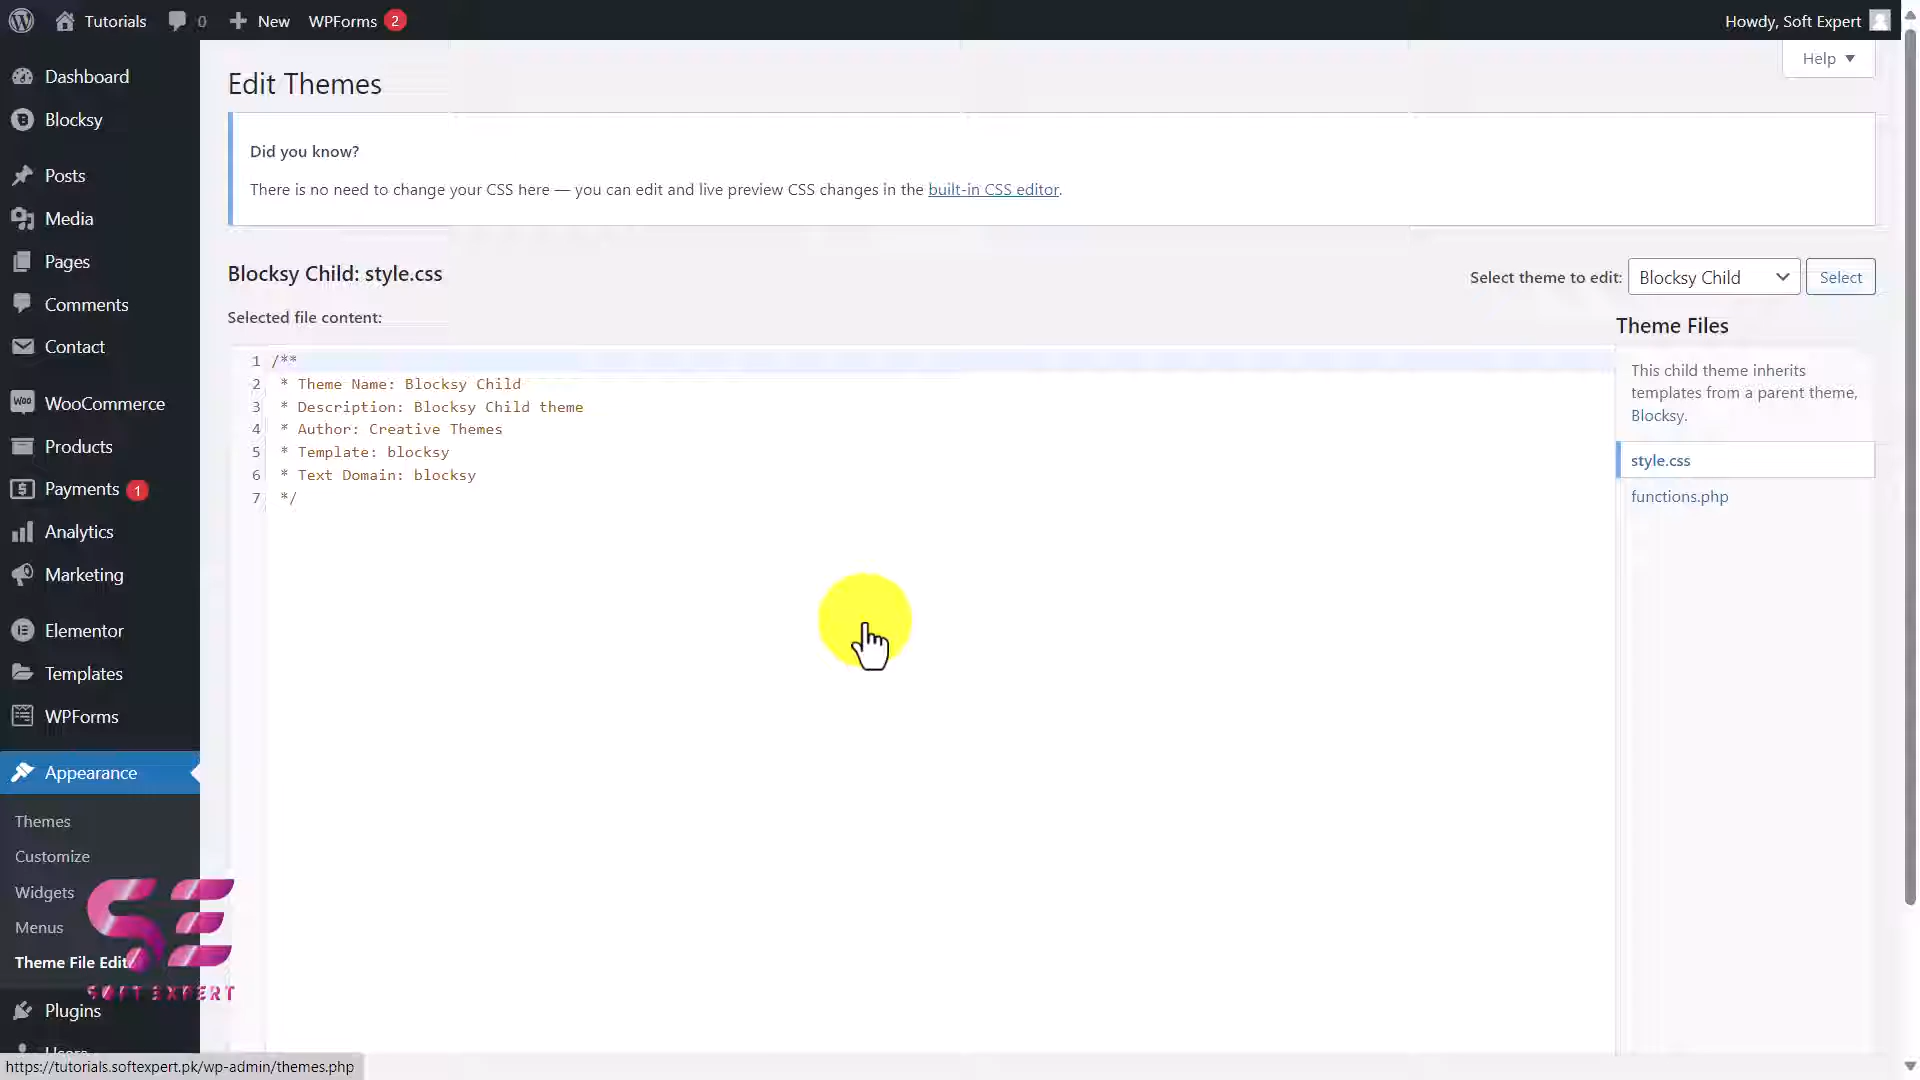 Tutorials
0
New
WPForms 2
Howdy, Soft Expert
Dashboard
Blocksy
Posts
Media
Pages
Comments
Contact
Woo WooCommerce
Products
Payments 1
Analytics
Marketing
Elementor
Templates
WPForms
Appearance
Themes
Customize
Widgets
Menus
Theme File Edit
Plugins
Users
SE
SOFT EXPERT
https://tutorials.softexpert.pk/wp-admin/themes.php
Help
Edit Themes
Did you know?
There is no need to change your CSS here — you can edit and live preview CSS changes in the built-in CSS editor.
Blocksy Child: style.css
Select theme to edit: Blocksy Child Select
Selected file content:
1 /**
2 * Theme Name: Blocksy Child
3 * Description: Blocksy Child theme
4 * Author: Creative Themes
5 * Template: blocksy
6 * Text Domain: blocksy
7 */
Theme Files
This child theme inherits
templates from a parent theme,
Blocksy.
style.css
functions.php